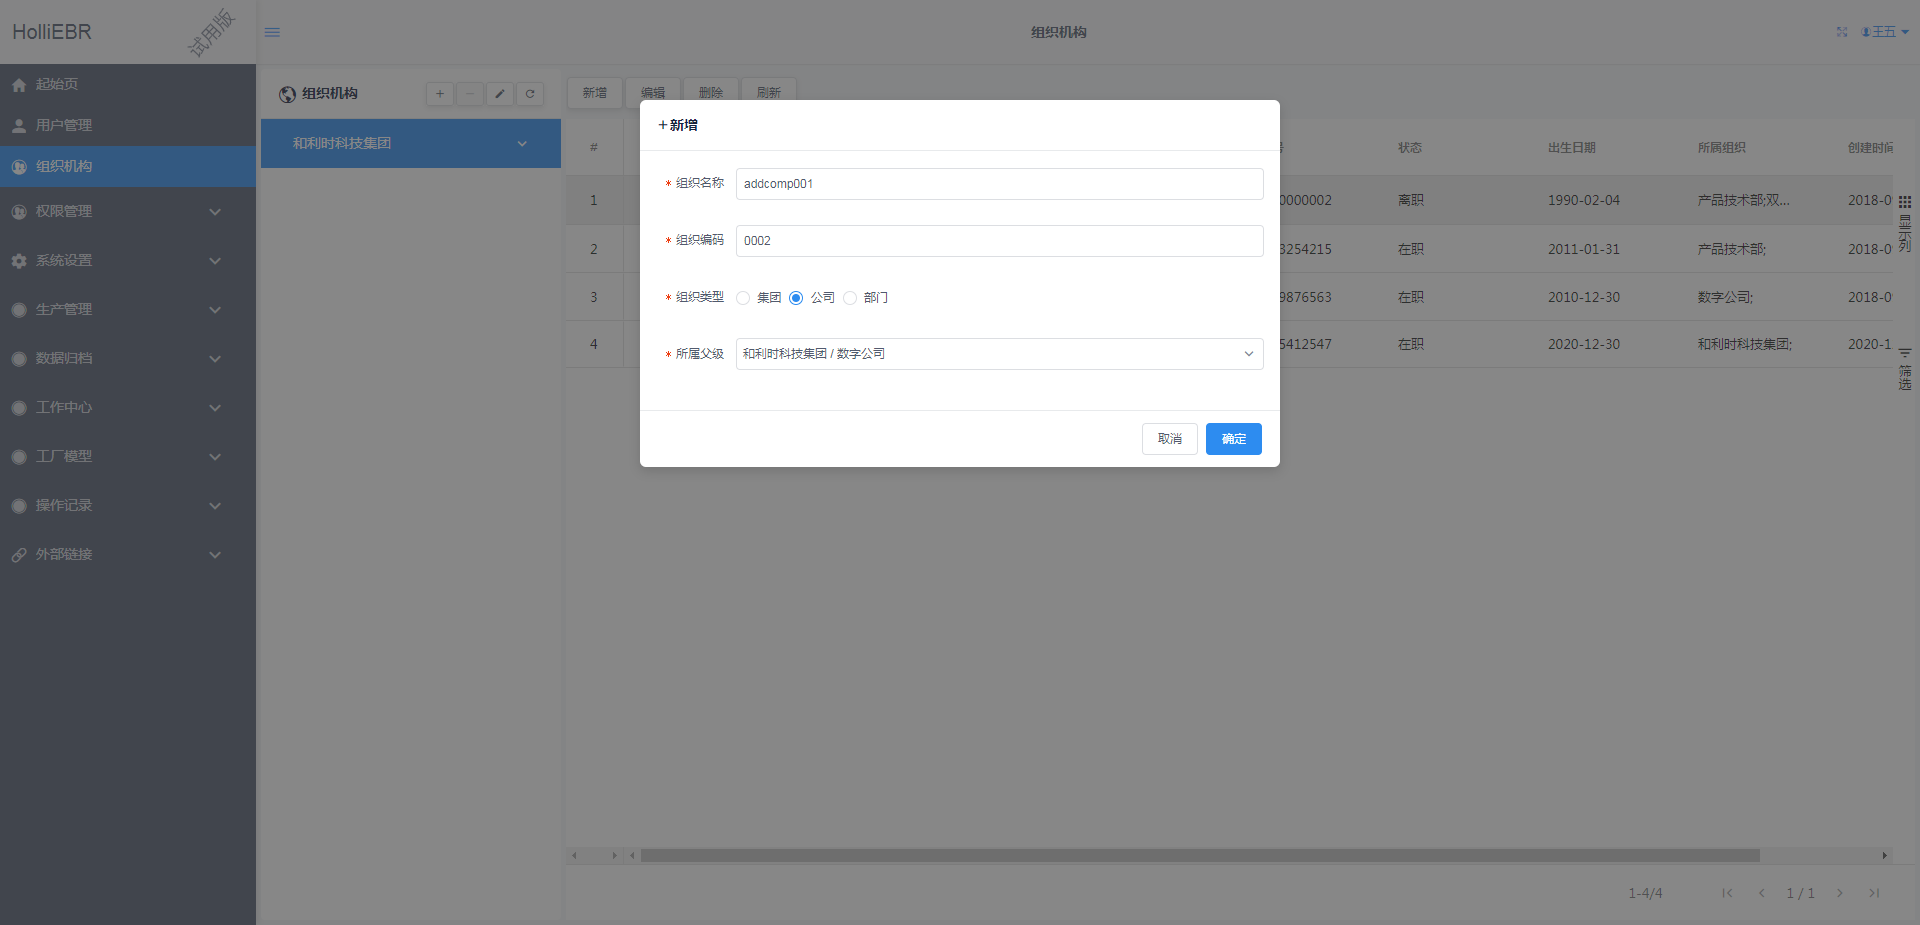 HolliEBR
试用版
组织机构
王五
起始页
用户管理
组织机构
权限管理
系统设置
生产管理
数据归档
工作中心
工厂模型
操作记录
外部链接
组织机构
和利时科技集团
新增 编辑 删除 刷新
+新增
* 组织名称 addcomp001
* 组织编码 0002
* 组织类型 集团 公司 部门
* 所属父级 和利时科技集团 / 数字公司
取消 确定
# 状态 出生日期 所属组织 创建时间
1 0000002 离职 1990-02-04 产品技术部;双... 2018-0
2 3254215 在职 2011-01-31 产品技术部; 2018-0
3 9876563 在职 2010-12-30 数字公司; 2018-0
4 5412547 在职 2020-12-30 和利时科技集团; 2020-1
显示列
筛选
1-4/4 1 / 1